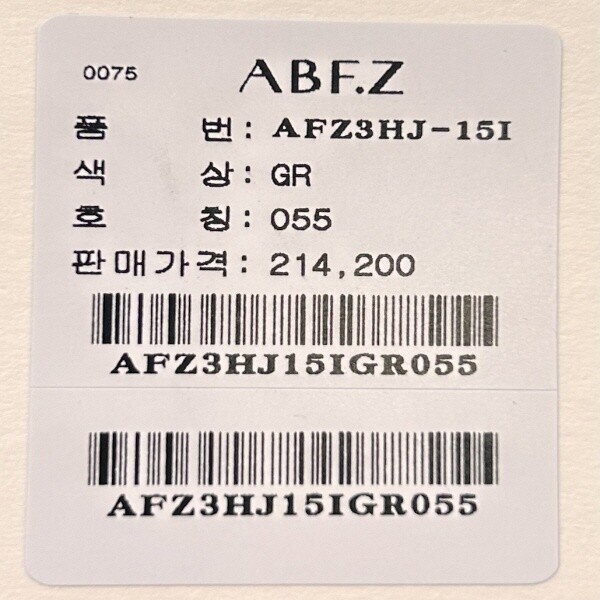 0075 ABF.Z
품 번: AFZ3HJ-15I
색 상: GR
호 칭: 055
판매가격: 214,200
AFZ3HJ15IGR055
AFZ3HJ15IGR055